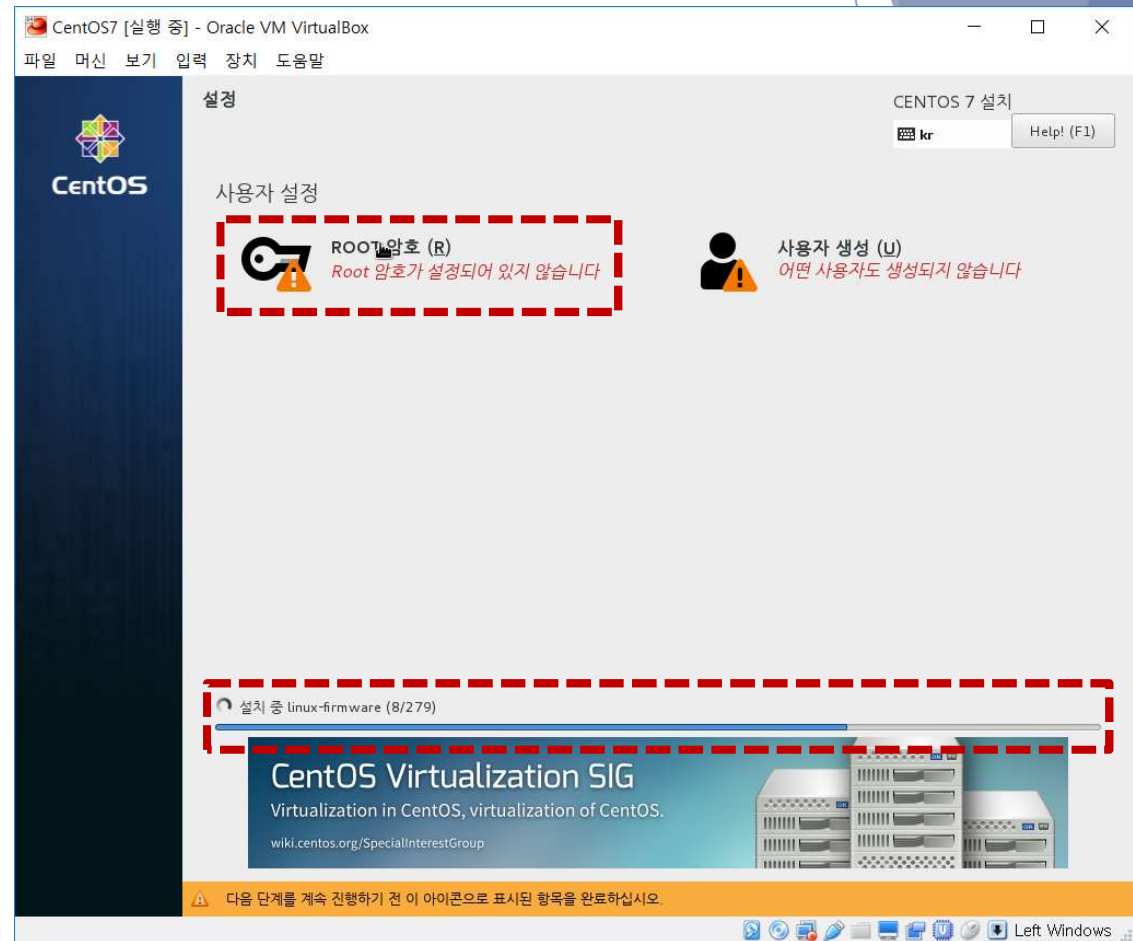 CentOS7 [실행 중] - Oracle VM VirtualBox
파일 머신 보기 입력 장치 도움말
설정
CENTOS 7 설치
kr
Help! (F1)
CentOS
사용자 설정
ROOT 암호 (R)
Root 암호가 설정되어 있지 않습니다
사용자 생성 (U)
어떤 사용자도 생성되지 않습니다
설치 중 linux-firmware (8/279)
CentOS Virtualization SIG
Virtualization in CentOS, virtualization of CentOS.
wiki.centos.org/SpecialInterestGroup
다음 단계를 계속 진행하기 전 이 아이콘으로 표시된 항목을 완료하십시오.
Left Windows